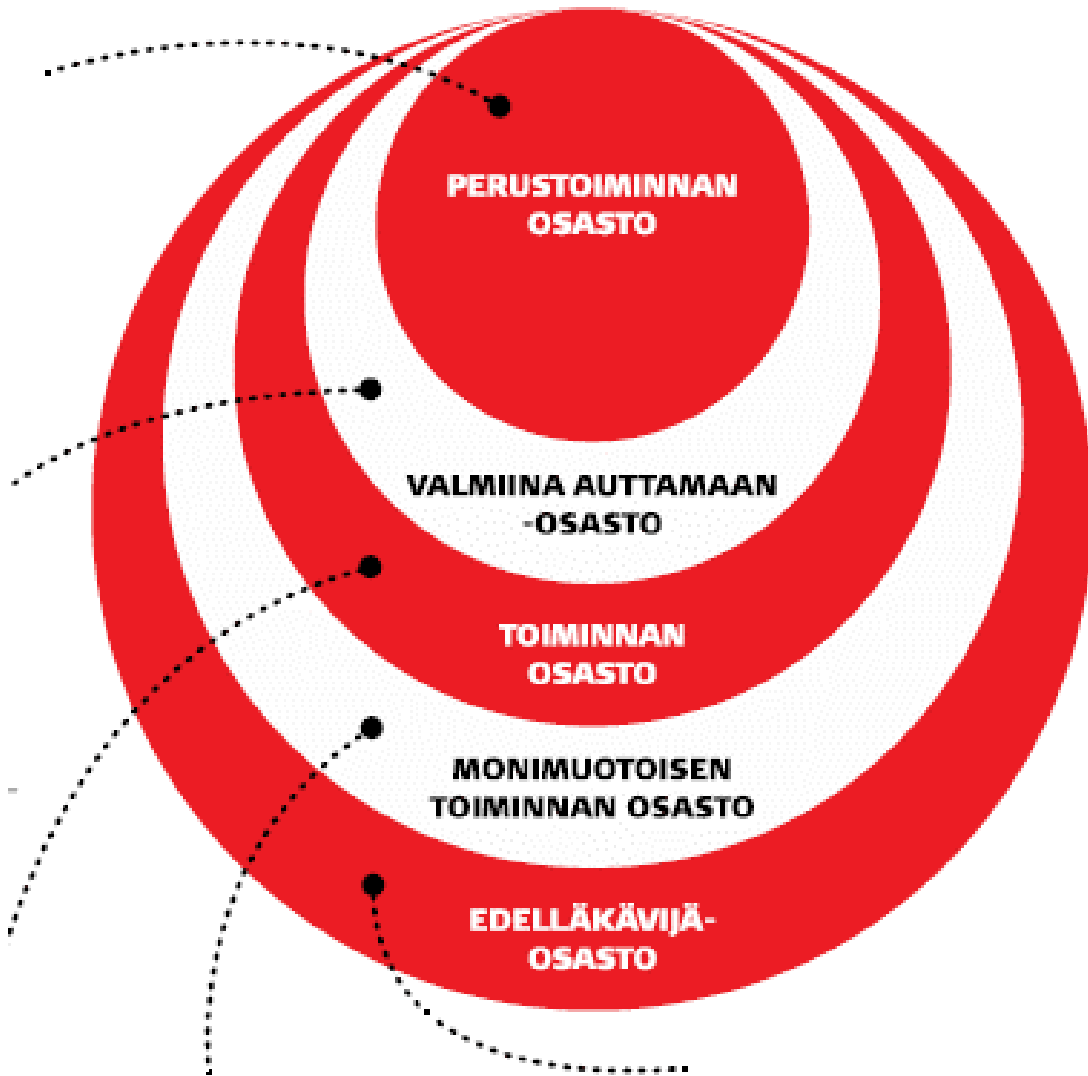 PERUSTOIMINNAN
OSASTO
VALMIINA AUTTAMAAN
-OSASTO
TOIMINNAN
OSASTO
MONIMUOTOISEN
TOIMINNAN OSASTO
EDELLÄKÄVIJÄ-
OSASTO